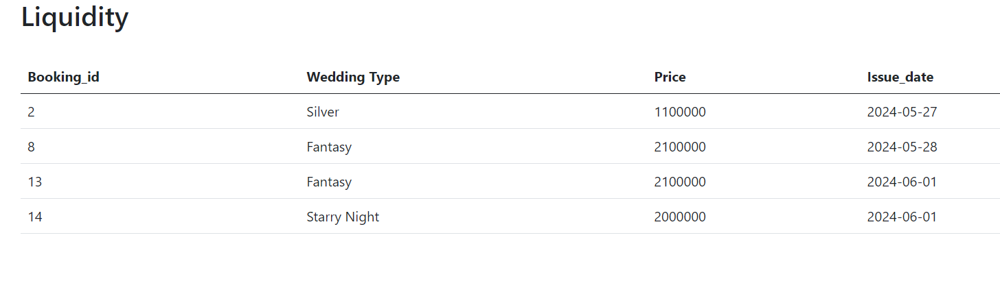 Liquidity
Booking_id Wedding Type Price Issue_date
2 Silver 1100000 2024-05-27
8 Fantasy 2100000 2024-05-28
13 Fantasy 2100000 2024-06-01
14 Starry Night 2000000 2024-06-01